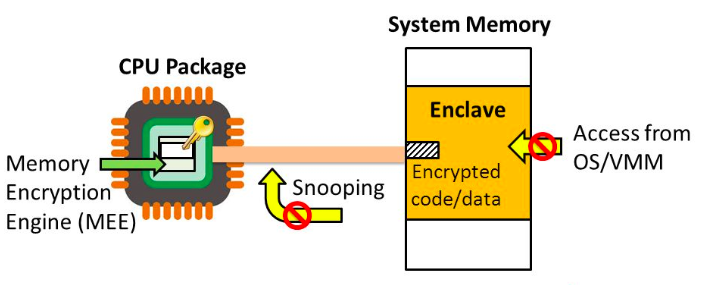 System Memory
CPU Package
Enclave
Access from
OS/VMM
Memory
Encryption
Engine (MEE)
Snooping
Encrypted
code/data